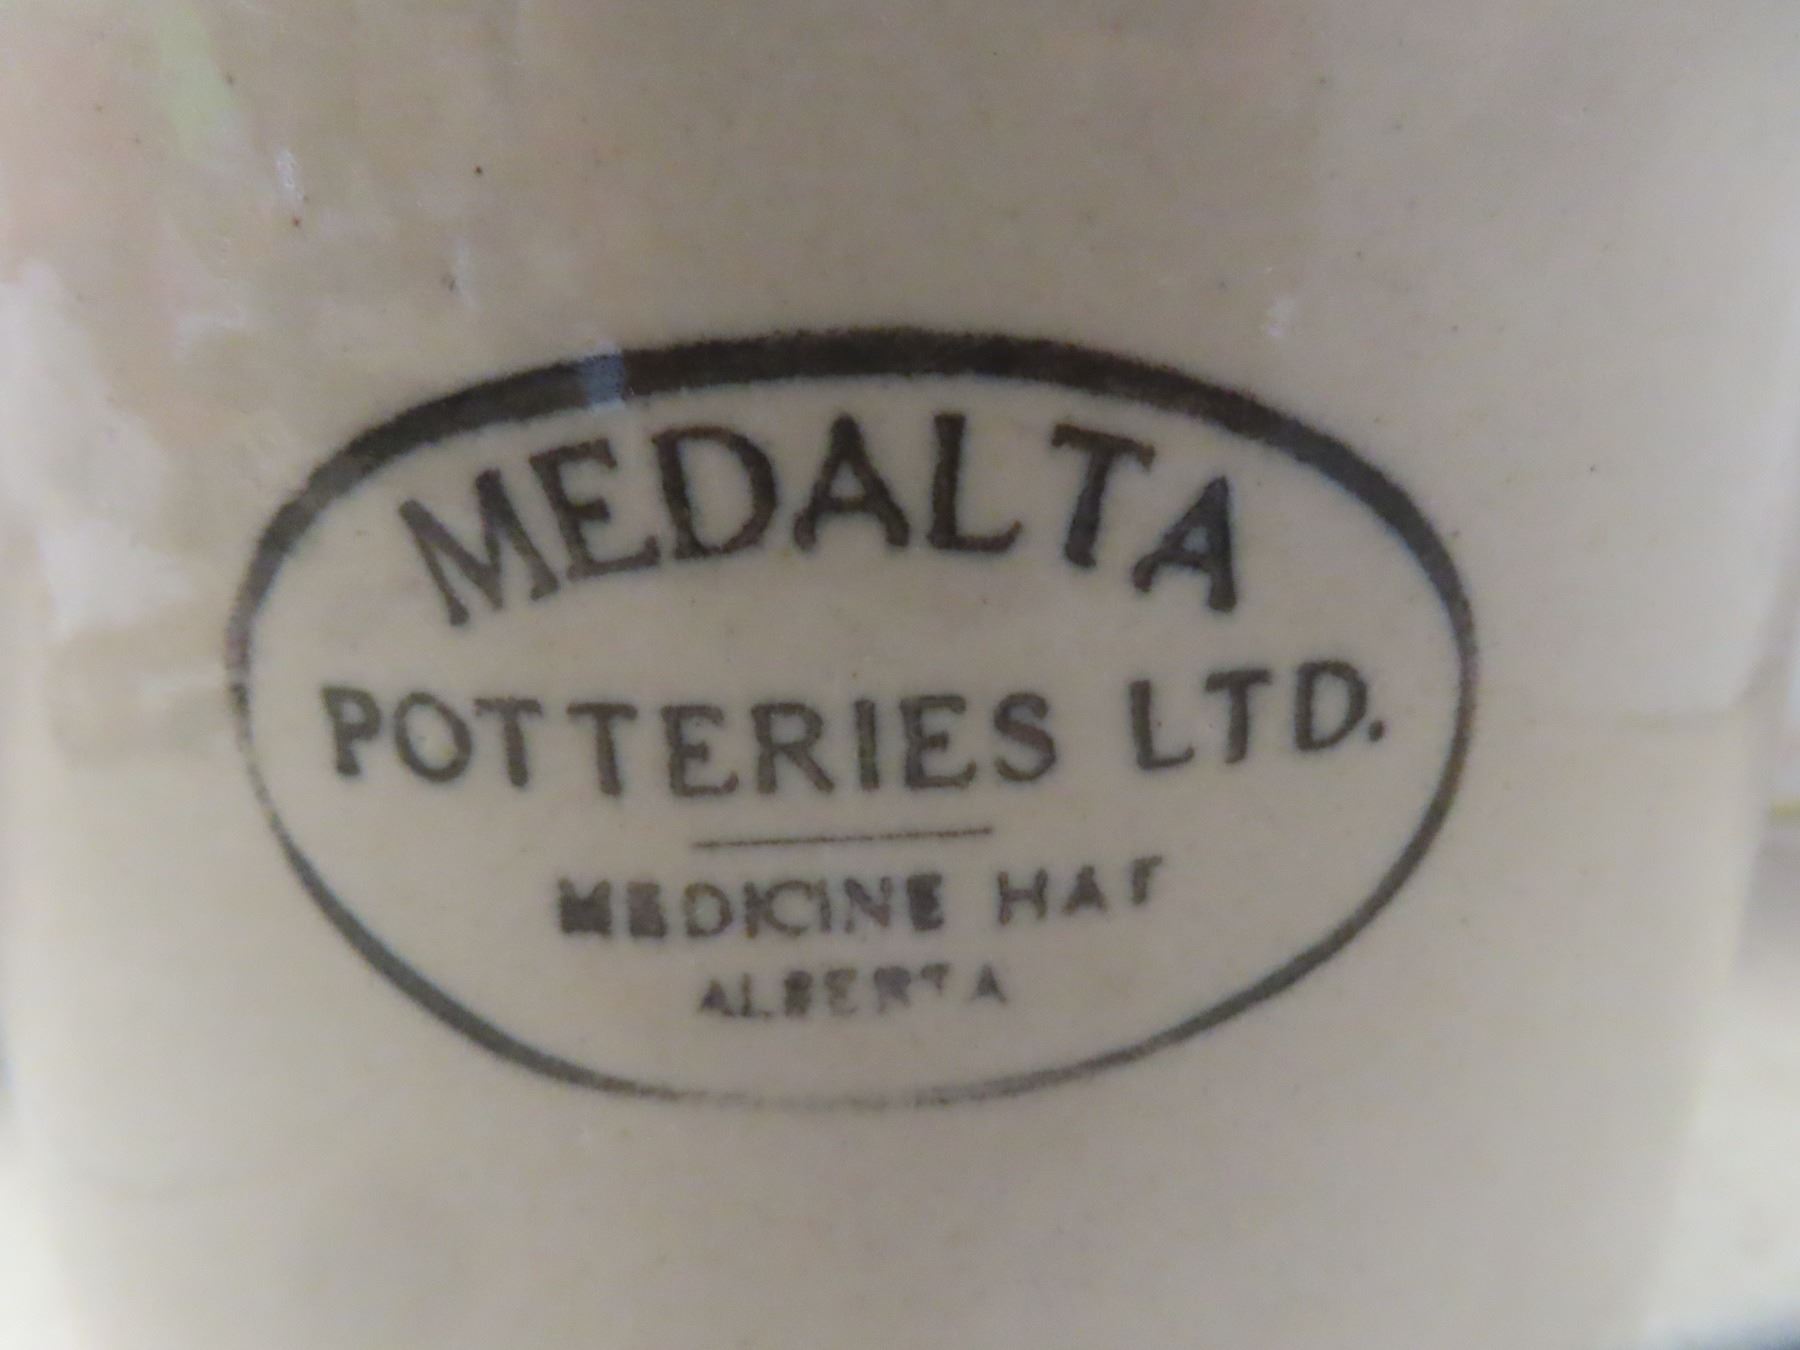 MEDALTA
POTTERIES LTD.
MEDICINE HAT
ALBERTA